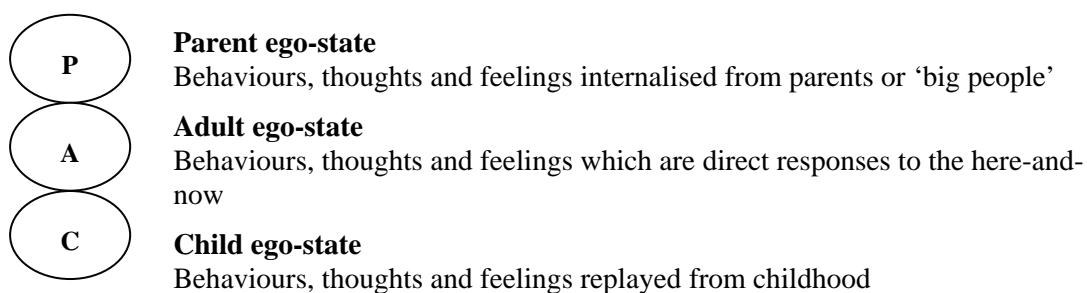 P
Parent ego-state
Behaviours, thoughts and feelings internalised from parents or ‘big people’
A
Adult ego-state
Behaviours, thoughts and feelings which are direct responses to the here-and-
now
C
Child ego-state
Behaviours, thoughts and feelings replayed from childhood